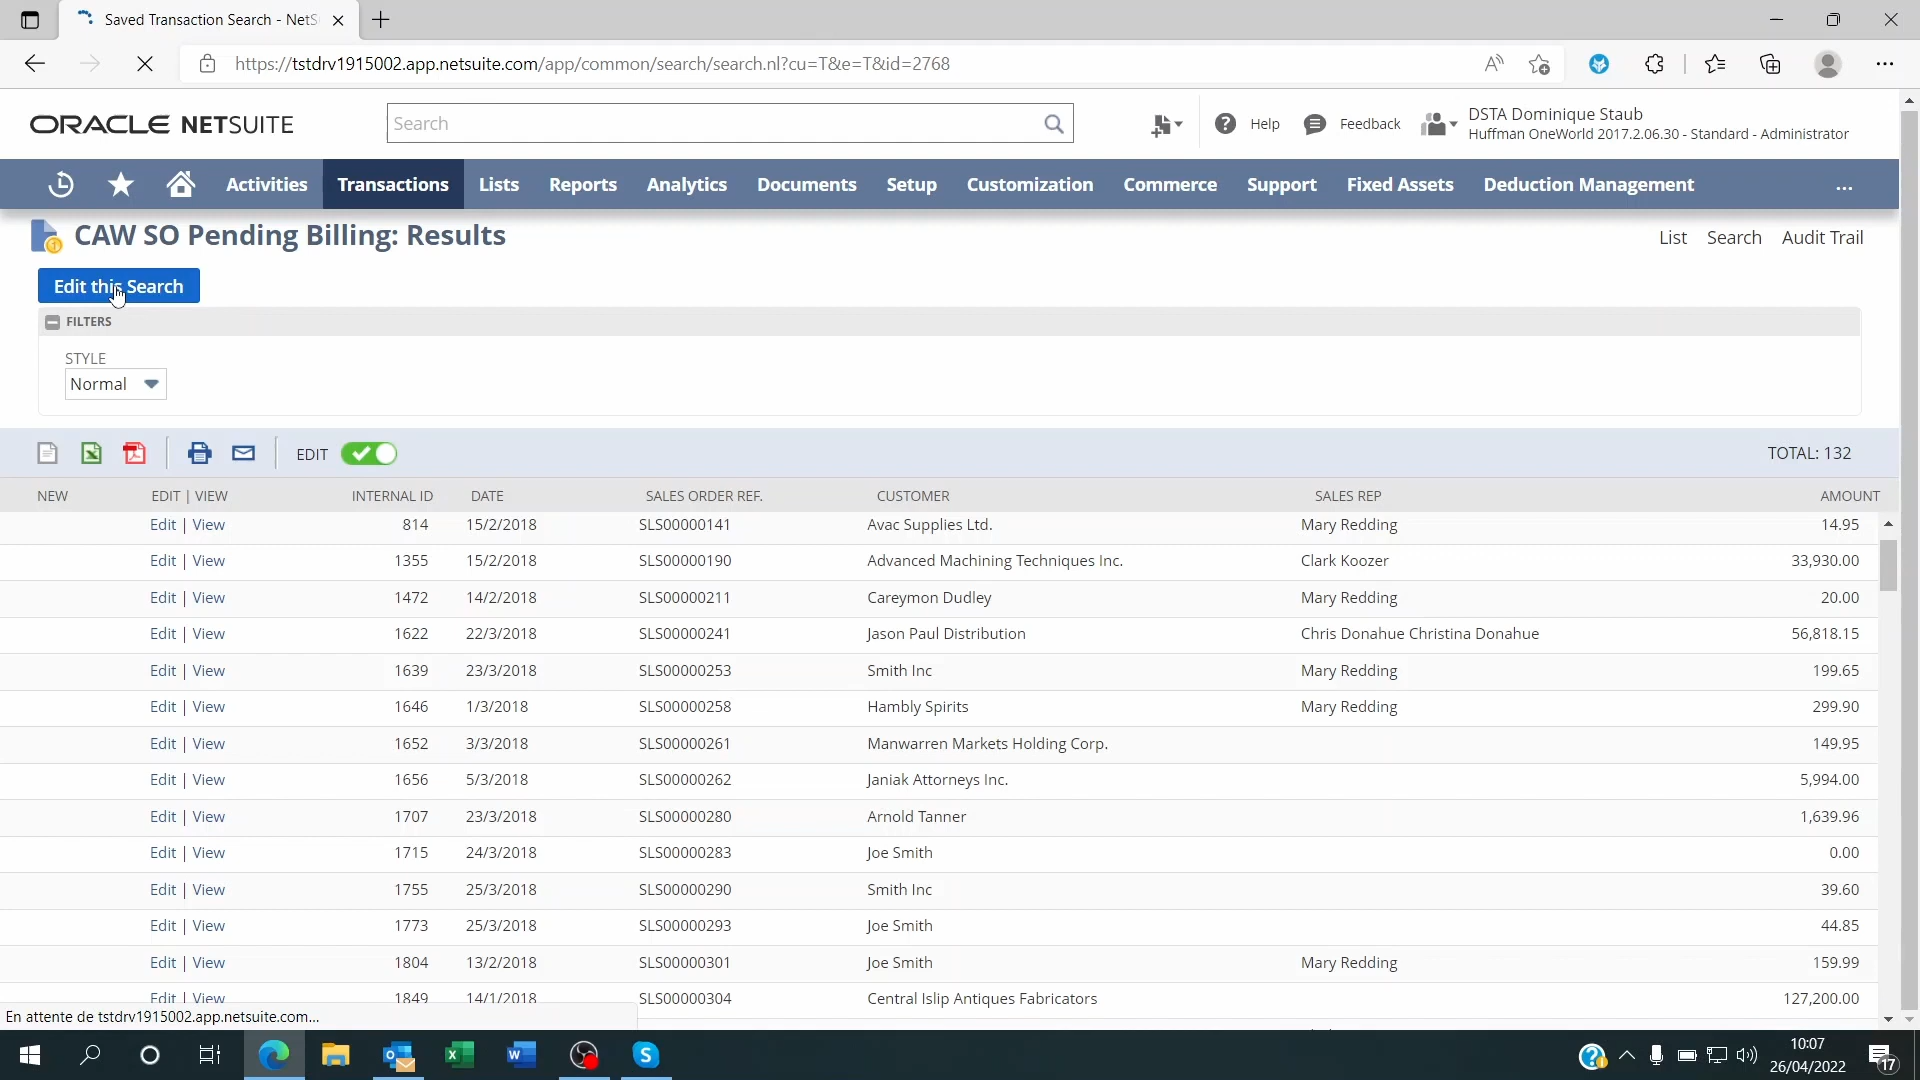 Saved Transaction Search - NetS
https://tstdrv1915002.app.netsuite.com/app/common/search/search.nl?cu=T&e=T&id=2768
ORACLE NETSUITE
Search
Help
Feedback
DSTA Dominique Staub
Huffman OneWorld 2017.2.06.30 - Standard - Administrator
Activities Transactions Lists Reports Analytics Documents Setup Customization Commerce Support Fixed Assets Deduction Management ...
CAW SO Pending Billing: Results
List Search Audit Trail
Edit this Search
FILTERS
STYLE
Normal
EDIT
TOTAL: 132
NEW EDIT | VIEW INTERNAL ID DATE SALES ORDER REF. CUSTOMER SALES REP AMOUNT
Edit | View 814 15/2/2018 SLS00000141 Avac Supplies Ltd. Mary Redding 14.95
Edit | View 1355 15/2/2018 SLS00000190 Advanced Machining Techniques Inc. Clark Koozer 33,930.00
Edit | View 1472 14/2/2018 SLS00000211 Careymon Dudley Mary Redding 20.00
Edit | View 1622 22/3/2018 SLS00000241 Jason Paul Distribution Chris Donahue Christina Donahue 56,818.15
Edit | View 1639 23/3/2018 SLS00000253 Smith Inc Mary Redding 199.65
Edit | View 1646 1/3/2018 SLS00000258 Hambly Spirits Mary Redding 299.90
Edit | View 1652 3/3/2018 SLS00000261 Manwarren Markets Holding Corp. 149.95
Edit | View 1656 5/3/2018 SLS00000262 Janiak Attorneys Inc. 5,994.00
Edit | View 1707 23/3/2018 SLS00000280 Arnold Tanner 1,639.96
Edit | View 1715 24/3/2018 SLS00000283 Joe Smith 0.00
Edit | View 1755 25/3/2018 SLS00000290 Smith Inc 39.60
Edit | View 1773 25/3/2018 SLS00000293 Joe Smith 44.85
Edit | View 1804 13/2/2018 SLS00000301 Joe Smith Mary Redding 159.99
Edit | View 1849 14/1/2018 SLS00000304 Central Islip Antiques Fabricators 127,200.00
En attente de tstdrv1915002.app.netsuite.com...
10:07
26/04/2022
17